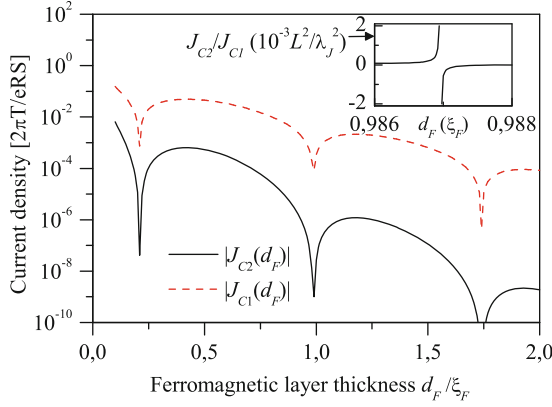 10^2
10^0
10^-2
10^-4
10^-6
10^-8
10^-10
Current density [2πT/eRS]
J_C2/J_C1 (10^-3 L^2/λ_J^2)
2
0
-2
0,986
d_F(ξ_F)
0,988
|J_C2(d_F)|
|J_C1(d_F)|
0,0
0,5
1,0
1,5
2,0
Ferromagnetic layer thickness d_F/ξ_F